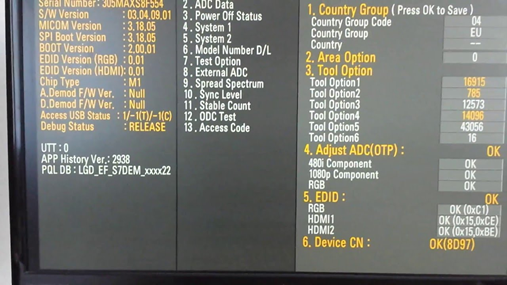 Serial Number: 305MAXS8F554
S/W Version : 03.04.09.01
MICOM Version : 3.18.05
SPI Boot Version : 3.18.05
BOOT Version : 2.00.01
EDID Version (RGB) : 0.01
EDID Version (HDMI) : 0.01
Chip Type : M1
A.Demod F/W Ver. : Null
D.Demod F/W Ver. : Null
Access USB Status : 1/-1(T)/-1(C)
Debug Status : RELEASE
UTT : 0
APP History Ver.: 2938
PQL DB : LGD_EF_S7DEM_xxxx22
2 . ADC Data
3 . Power Off Status
4 . System 1
5 . System 2
6 . Model Number D/L
7 . Test Option
8 . External ADC
9 . Spread Spectrum
10 . Sync Level
11 . Stable Count
12 . ODC Test
13 . Access Code
1. Country Group ( Press OK to Save )
Country Group Code 04
Country Group EU
Country --
2. Area Option 0
3. Tool Option
Tool Option1 16915
Tool Option2 785
Tool Option3 12573
Tool Option4 14096
Tool Option5 43056
Tool Option6 16
4. Adjust ADC(OTP) : OK
480i Component OK
1080p Component OK
RGB OK
5. EDID : OK
RGB OK (0xC1)
HDMI1 OK (0x15,0xCE)
HDMI2 OK (0x15,0xBE)
6. Device CN : OK(8D97)